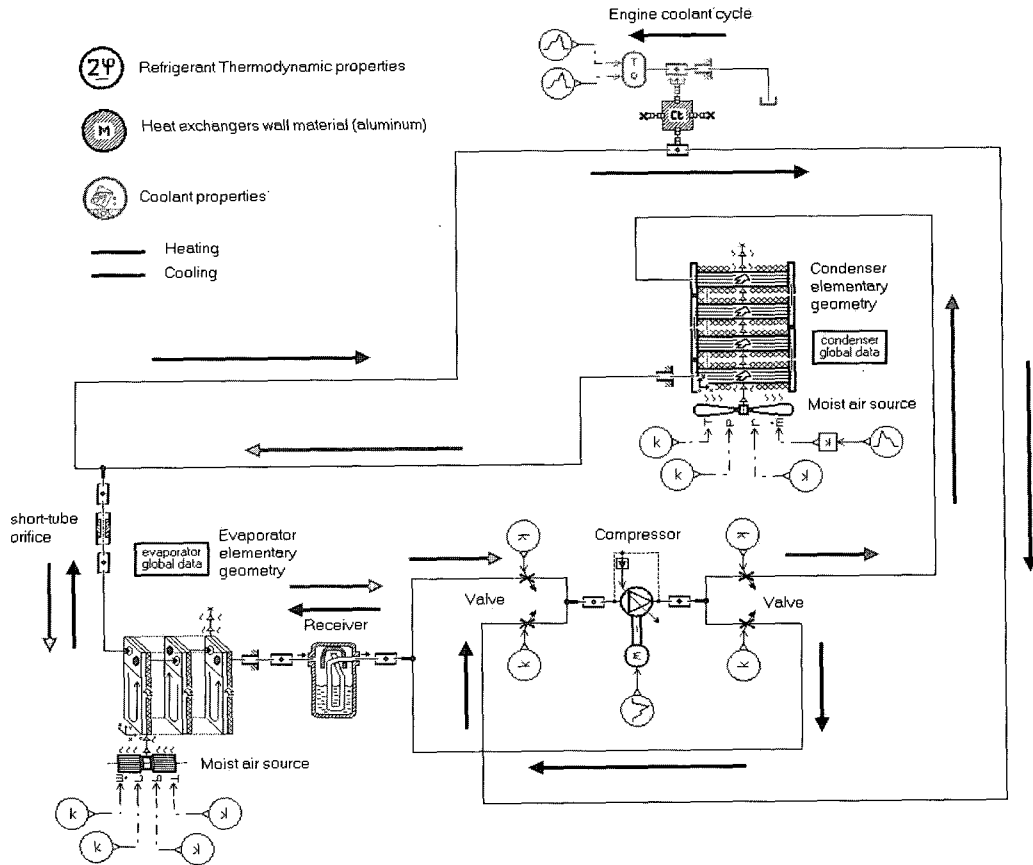 Engine coolant cycle
2φ
Refrigerant Thermodynamic properties
T
Q
M
Heat exchangers wall material (aluminum)
Ct
Coolant properties
Heating
Cooling
Condenser
elementary
geometry
condenser
global data
Moist air source
T
P
r
m
k
k
k
k
short-tube
orifice
evaporator
global data
Evaporator
elementary
geometry
Compressor
k
k
Valve
Valve
Receiver
k
k
m
Moist air source
m
r
P
T
k
k
k
k